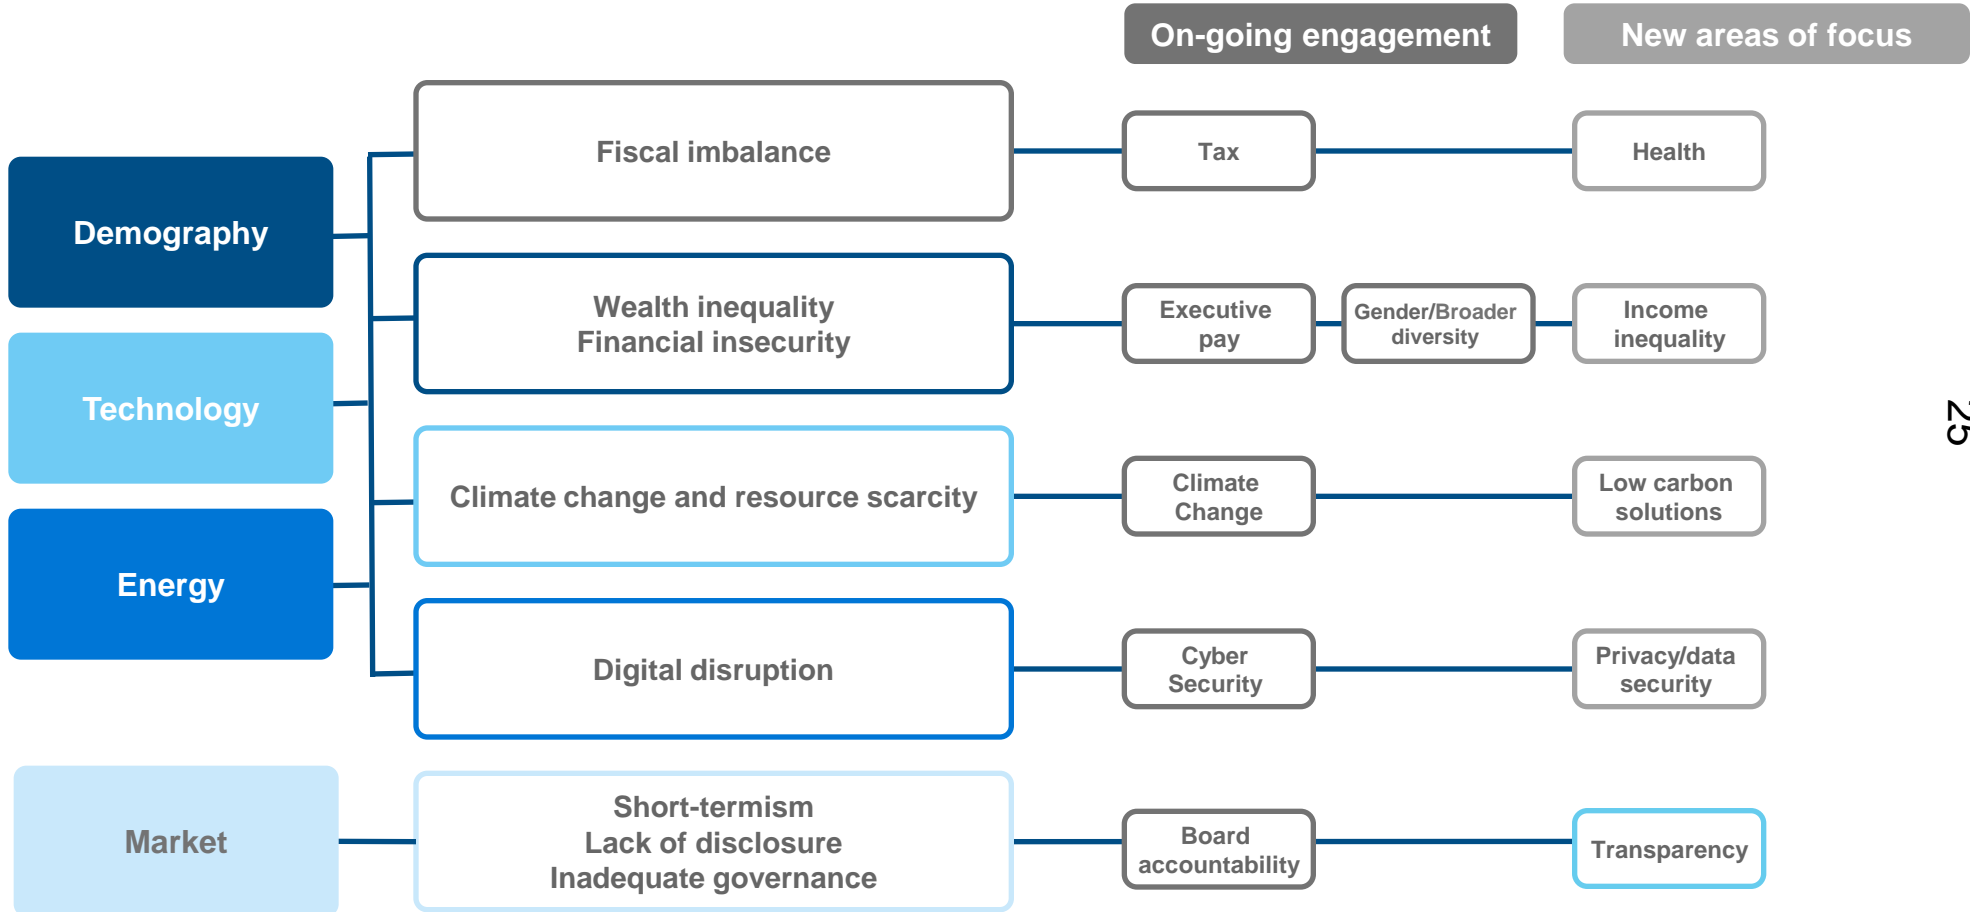 On-going engagement
New areas of focus
Demography
Technology
Energy
Market
Fiscal imbalance
Tax
Health
Wealth inequality
Financial insecurity
Executive
pay
Gender/Broader
diversity
Income
inequality
Climate change and resource scarcity
Climate
Change
Low carbon
solutions
Digital disruption
Cyber
Security
Privacy/data
security
Short-termism
Lack of disclosure
Inadequate governance
Board
accountability
Transparency
25